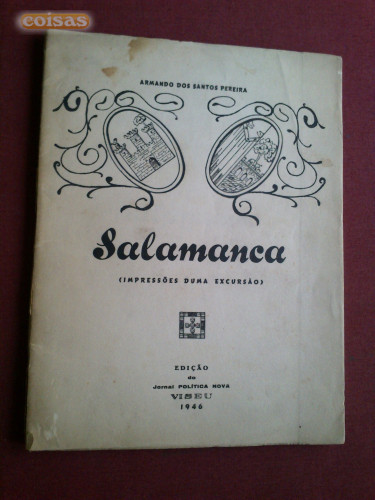 coisas
ARMANDO DOS SANTOS PEREIRA
Salamanca
(IMPRESSÕES DUMA EXCURSÃO)
EDIÇÃO
do
Jornal POLÍTICA NOVA
VISEU
1946